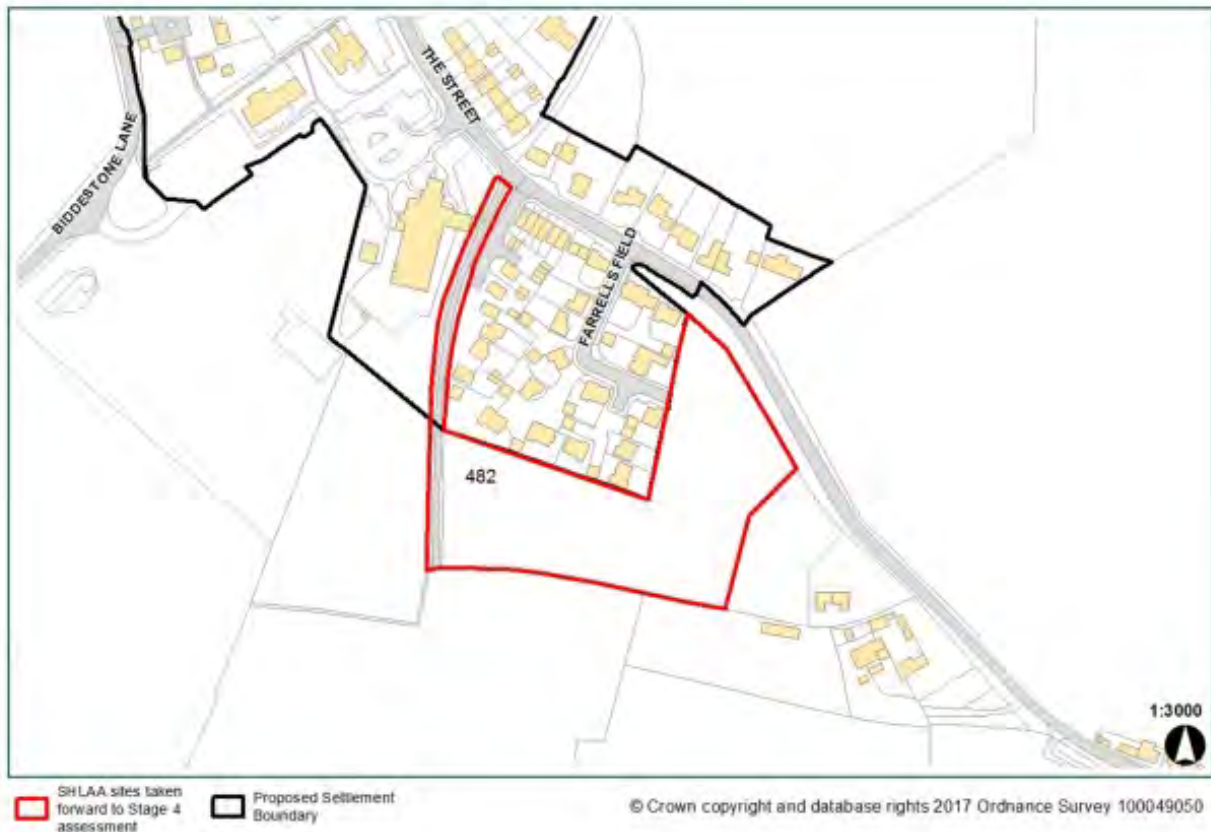 THE STREET
BIDDESTONE LANE
FARRELLS FIELD
482
1:3000
SHLAA sites taken
forward to Stage 4
assessment
Proposed Settlement
Boundary
© Crown copyright and database rights 2017 Ordnance Survey 100049050